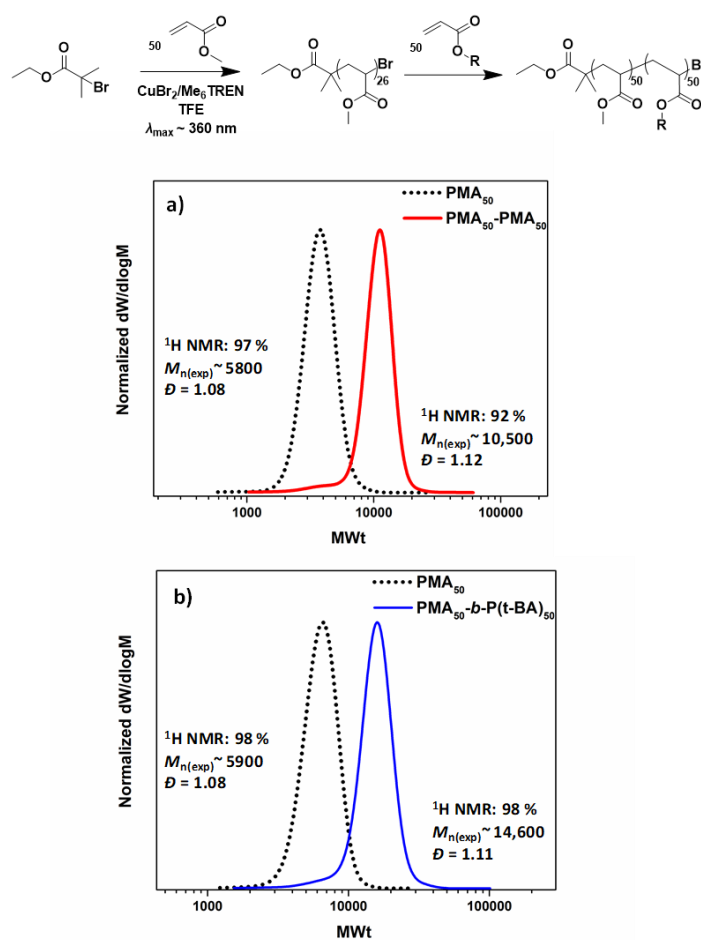 50
O
O
O
O
Br
CuBr2/Me6TREN
TFE
λmax ~ 360 nm
O
O
Br
26
O
O
50
O
O
R
O
O
50
O
O
B
50
O
O
R
a)
PMA50
PMA50-PMA50
1H NMR: 97 %
Mn(exp)~ 5800
Đ = 1.08
1H NMR: 92 %
Mn(exp)~ 10,500
Đ = 1.12
Normalized dW/dlogM
1000
10000
100000
MWt
b)
PMA50
PMA50-b-P(t-BA)50
1H NMR: 98 %
Mn(exp)~ 5900
Đ = 1.08
1H NMR: 98 %
Mn(exp)~ 14,600
Đ = 1.11
Normalized dW/dlogM
1000
10000
100000
MWt